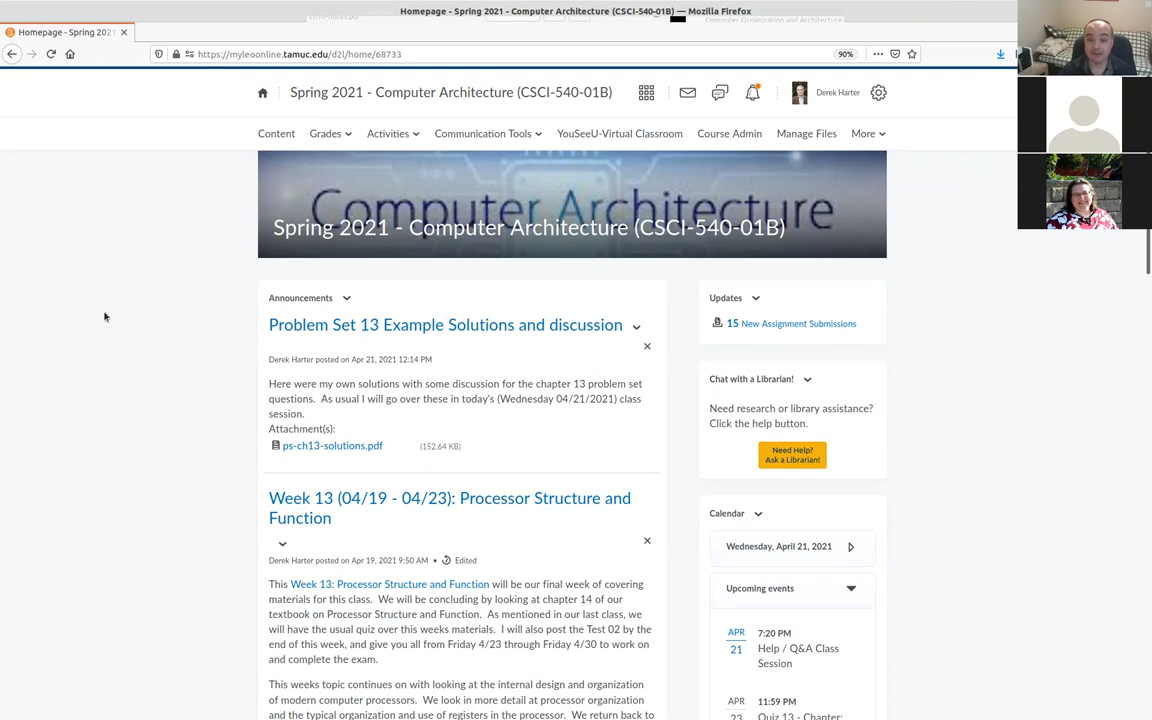 Homepage - Spring 2021 - Computer Architecture (CSCI-540-01B) — Mozilla Firefox
Computer Organization and Architecture
Homepage - Spring 2021
https://myleoonline.tamuc.edu/d2l/home/68733
90%
Spring 2021 - Computer Architecture (CSCI-540-01B)
Derek Harter
Content Grades Activities Communication Tools YouSeeU-Virtual Classroom Course Admin Manage Files More
Computer Architecture
Spring 2021 - Computer Architecture (CSCI-540-01B)
Announcements
Problem Set 13 Example Solutions and discussion
Derek Harter posted on Apr 21, 2021 12:14 PM
Here were my own solutions with some discussion for the chapter 13 problem set
questions. As usual I will go over these in today's (Wednesday 04/21/2021) class
session.
Attachment(s):
ps-ch13-solutions.pdf (152.64 KB)
Week 13 (04/19 - 04/23): Processor Structure and
Function
Derek Harter posted on Apr 19, 2021 9:50 AM • Edited
This Week 13: Processor Structure and Function will be our final week of covering
materials for this class. We will be concluding by looking at chapter 14 of our
textbook on Processor Structure and Function. As mentioned in our last class, we
will have the usual quiz over this weeks materials. I will also post the Test 02 by the
end of this week, and give you all from Friday 4/23 through Friday 4/30 to work on
and complete the exam.
This weeks topic continues on with looking at the internal design and organization
of modern computer processors. We look in more detail at processor organization
and the typical organization and use of registers in the processor. We return back to
Updates
15 New Assignment Submissions
Chat with a Librarian!
Need research or library assistance?
Click the help button.
Need Help?
Ask a Librarian!
Calendar
Wednesday, April 21, 2021
Upcoming events
APR
21
7:20 PM
Help / Q&A Class
Session
APR
23
11:59 PM
Quiz 13 - Chapter: